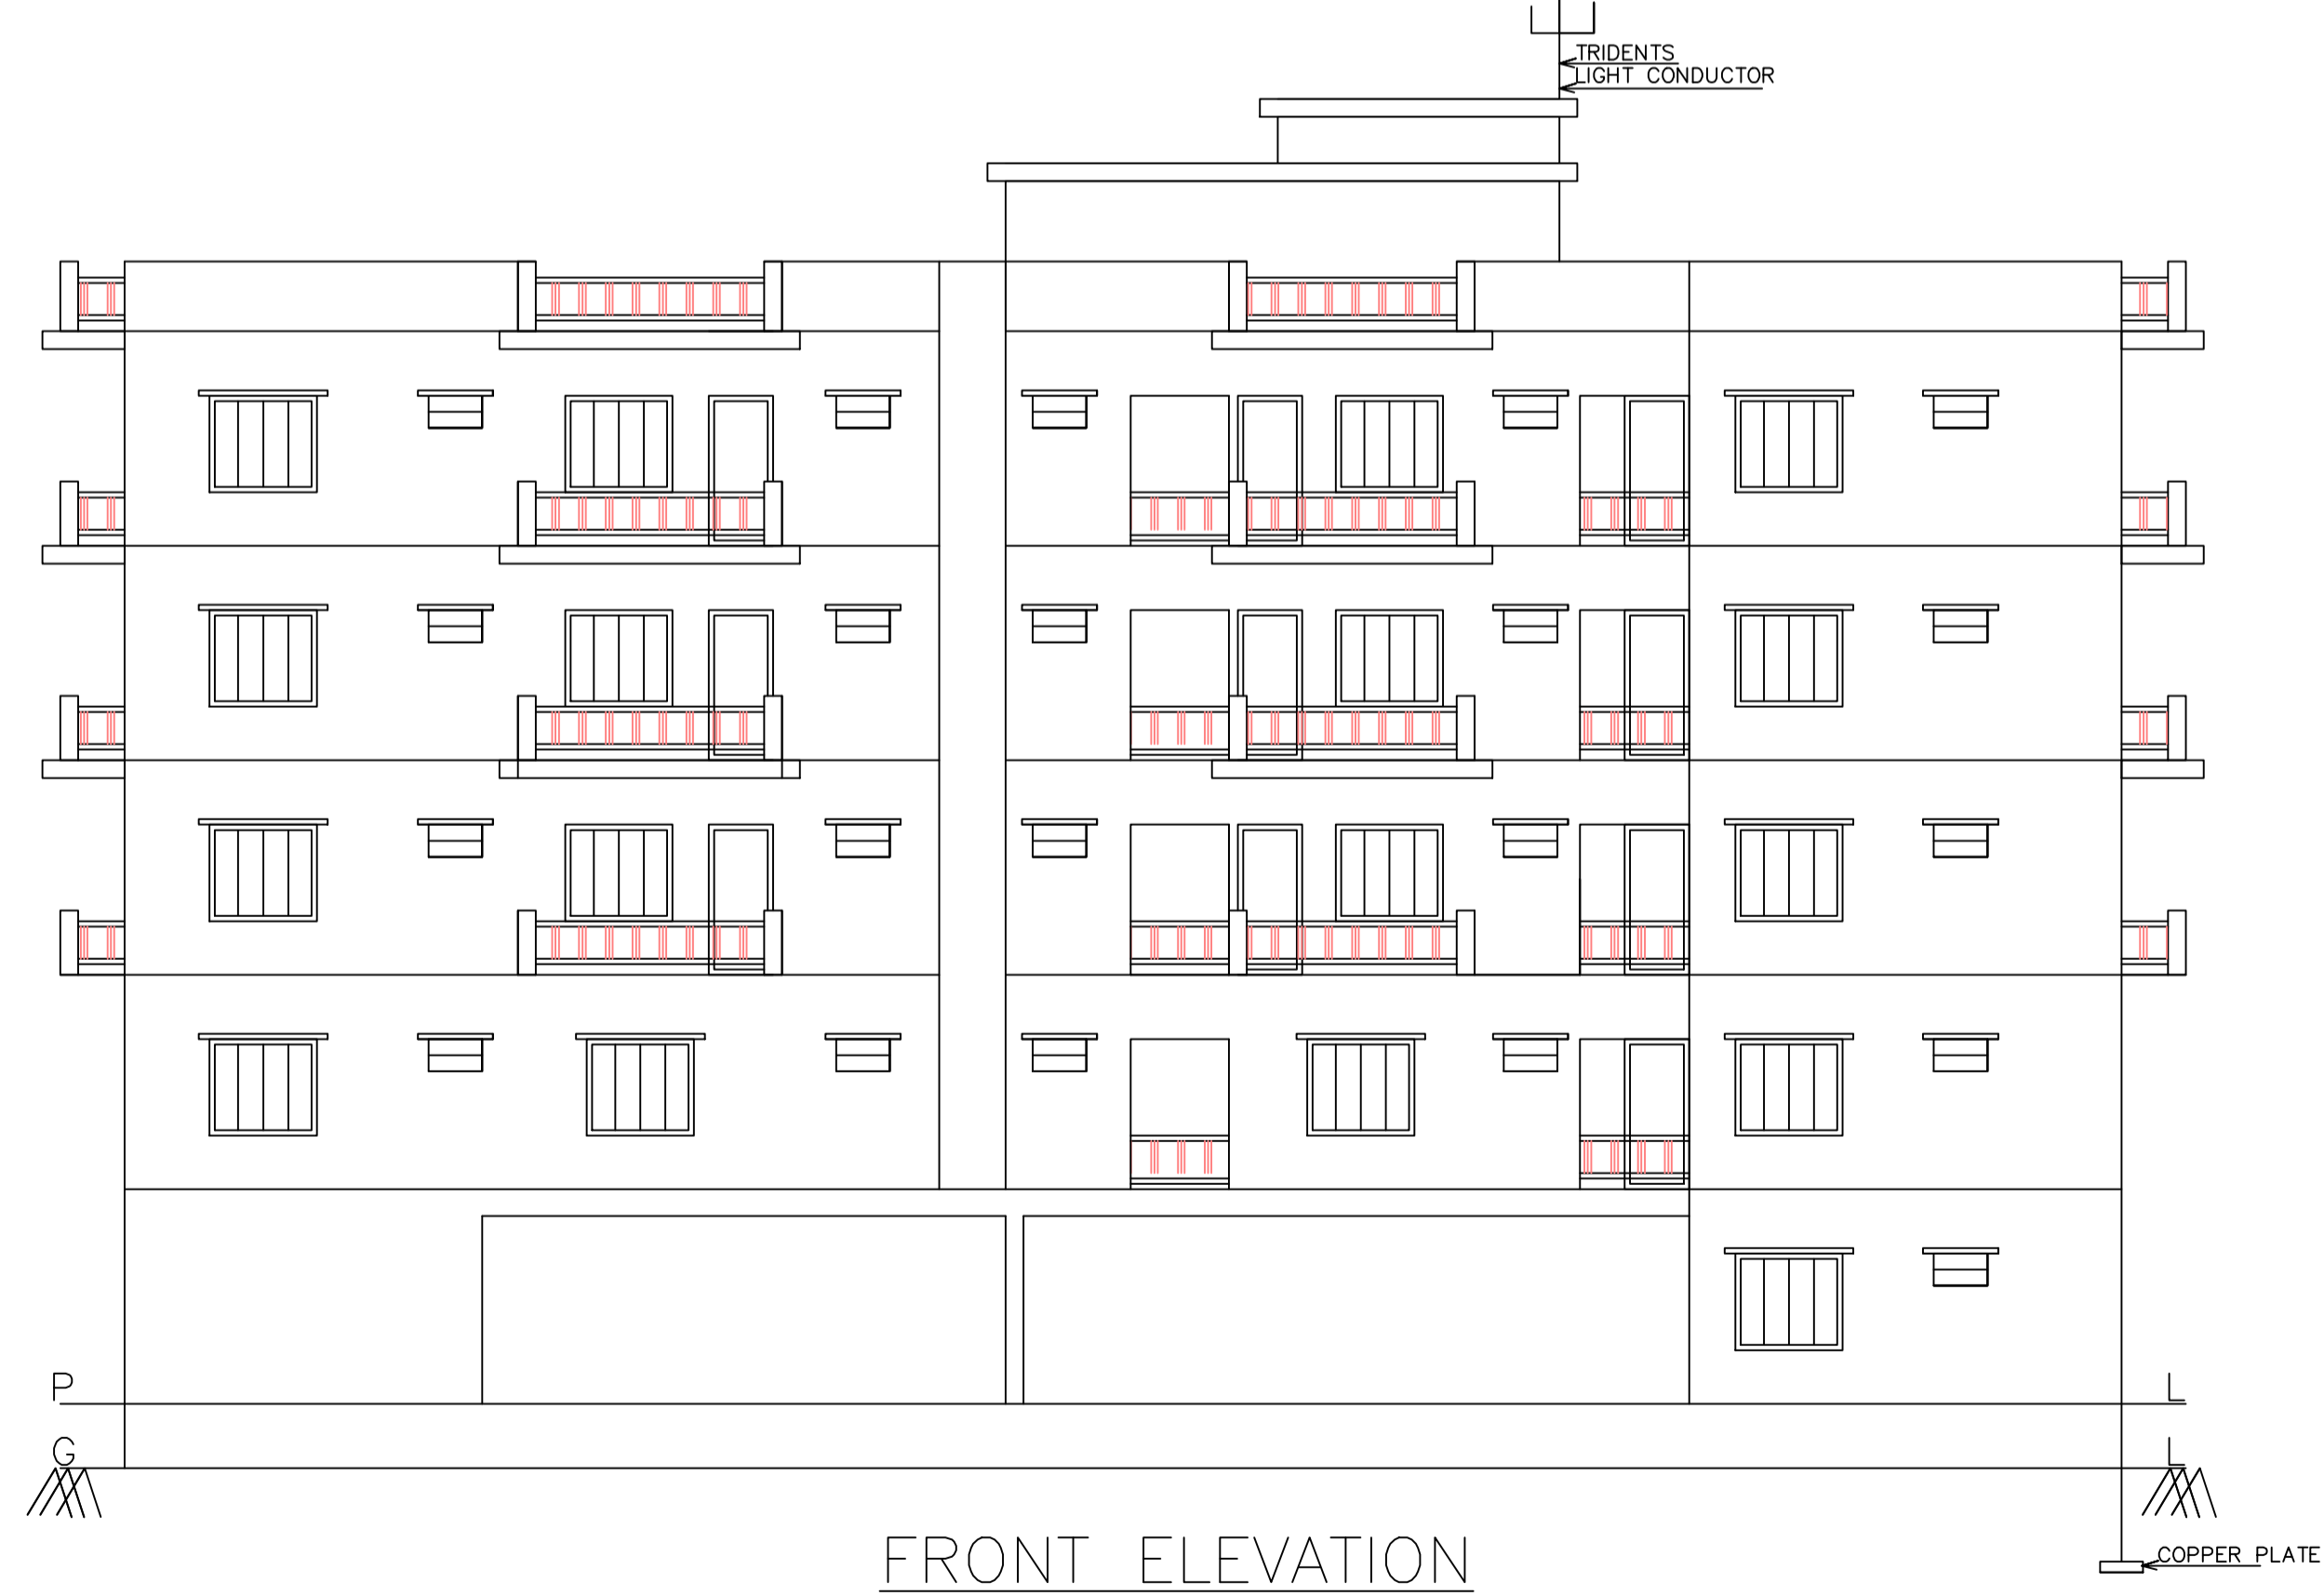 TRIDENTS
LIGHT CONDUCTOR
P L
G L
FRONT ELEVATION
COPPER PLATE